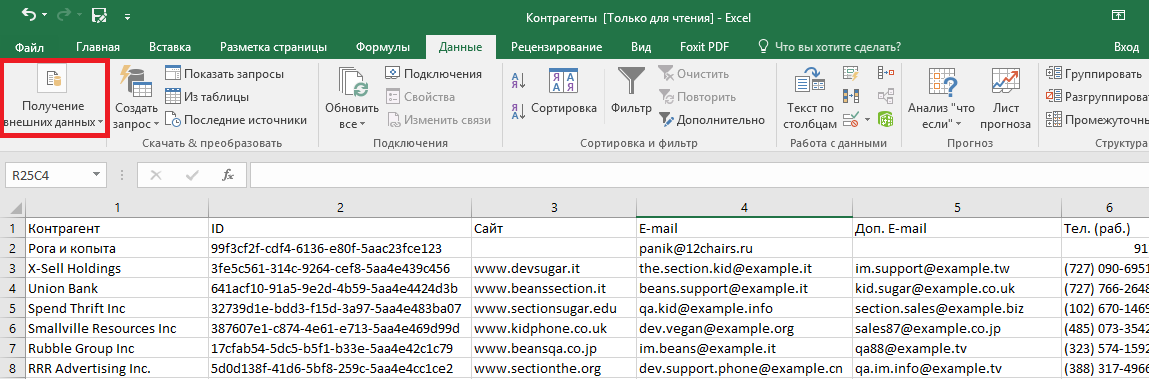 Контрагенты [Только для чтения] - Excel
Файл Главная Вставка Разметка страницы Формулы Данные Рецензирование Вид Foxit PDF Что вы хотите сделать? Вход
Получение внешних данных
Создать запрос
Показать запросы
Из таблицы
Последние источники
Скачать & преобразовать
Обновить все
Подключения
Свойства
Изменить связи
Подключения
Сортировка
Фильтр
Очистить
Повторить
Дополнительно
Сортировка и фильтр
Текст по столбцам
Работа с данными
Анализ "что если"
Лист прогноза
Прогноз
Группировать
Разгруппироват
Промежуточны
Структура
R25C4 fx
1 2 3 4 5 6
1 Контрагент ID Сайт E-mail Доп. E-mail Тел. (раб.)
2 Рога и копыта 99f3cf2f-cdf4-6136-e80f-5aac23fce123 panik@12chairs.ru 91
3 X-Sell Holdings 3fe5c561-314c-9264-cef8-5aa4e439c456 www.devsugar.it the.section.kid@example.it im.support@example.tw (727) 090-6951
4 Union Bank 641acf10-91a5-9e2d-4b59-5aa4e4424d3b www.beanssection.it beans.support@example.it kid.sugar@example.co.uk (727) 766-2648
5 Spend Thrift Inc 32739d1e-bdd3-f15d-3a97-5aa4e483ba07 www.sectionsugar.edu qa.kid@example.info section.sales@example.biz (102) 670-1469
6 Smallville Resources Inc 387607e1-c874-4e61-e713-5aa4e469d99d www.kidphone.co.uk dev.vegan@example.org sales87@example.co.jp (485) 073-3542
7 Rubble Group Inc 17cfab54-5dc5-b5f1-b33e-5aa4e42c1c79 www.beansqa.co.jp im.beans@example.it qa88@example.tv (323) 574-1592
8 RRR Advertising Inc. 5d0d138f-41d6-5bf8-259c-5aa4e4cc1ce2 www.sectionthe.org dev.support.phone@example.cn qa.im.info@example.tv (388) 317-4966